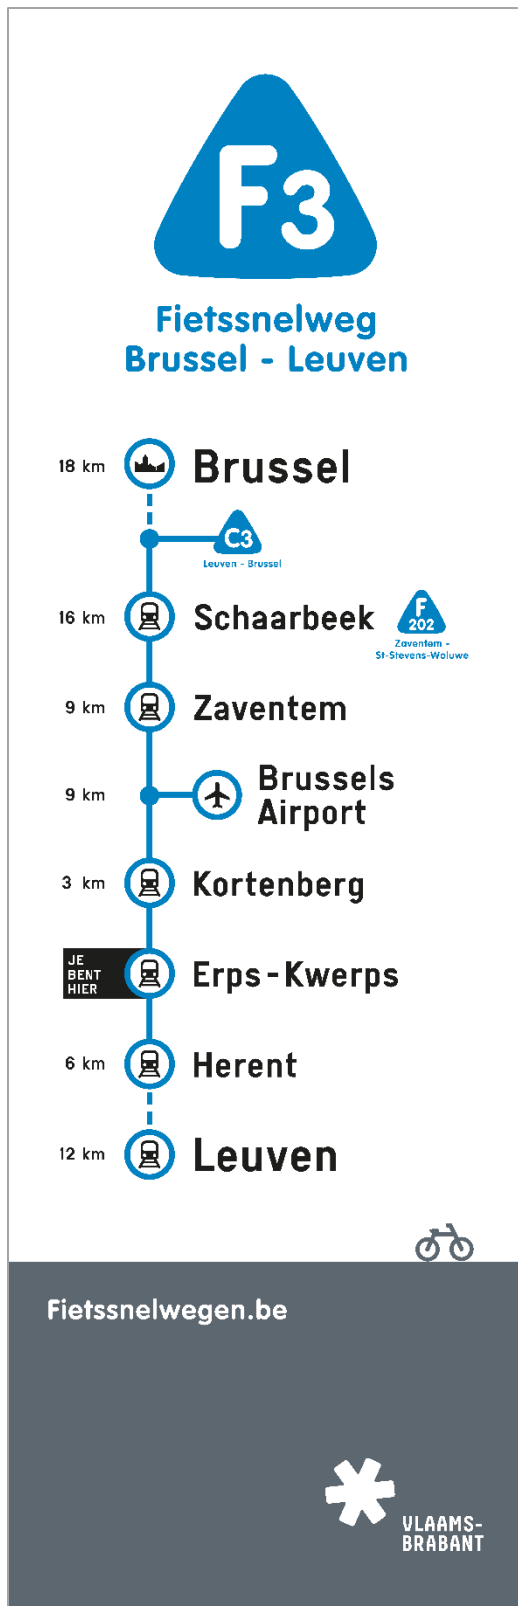 F3
Fietssnelweg
Brussel - Leuven
18 km Brussel
C3
Leuven - Brussel
16 km Schaarbeek F
202
Zaventem -
St-Stevens-Woluwe
9 km Zaventem
9 km Brussels
Airport
3 km Kortenberg
JE
BENT
HIER
Erps-Kwerps
6 km Herent
12 km Leuven
Fietssnelwegen.be
VLAAMS-
BRABANT